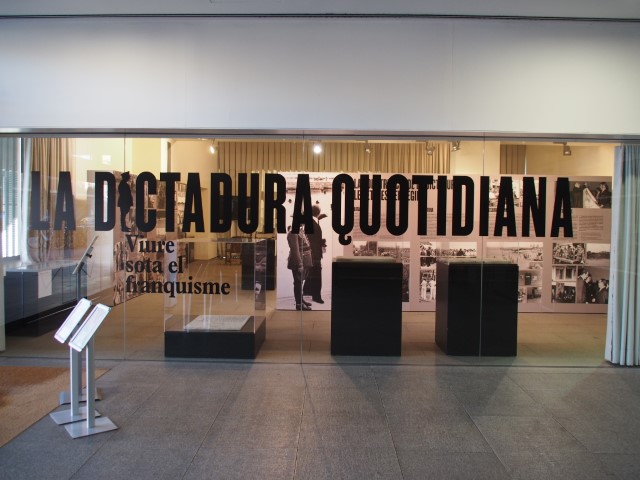 LA DICTADURA QUOTIDIANA
Viure
sota el
franquisme